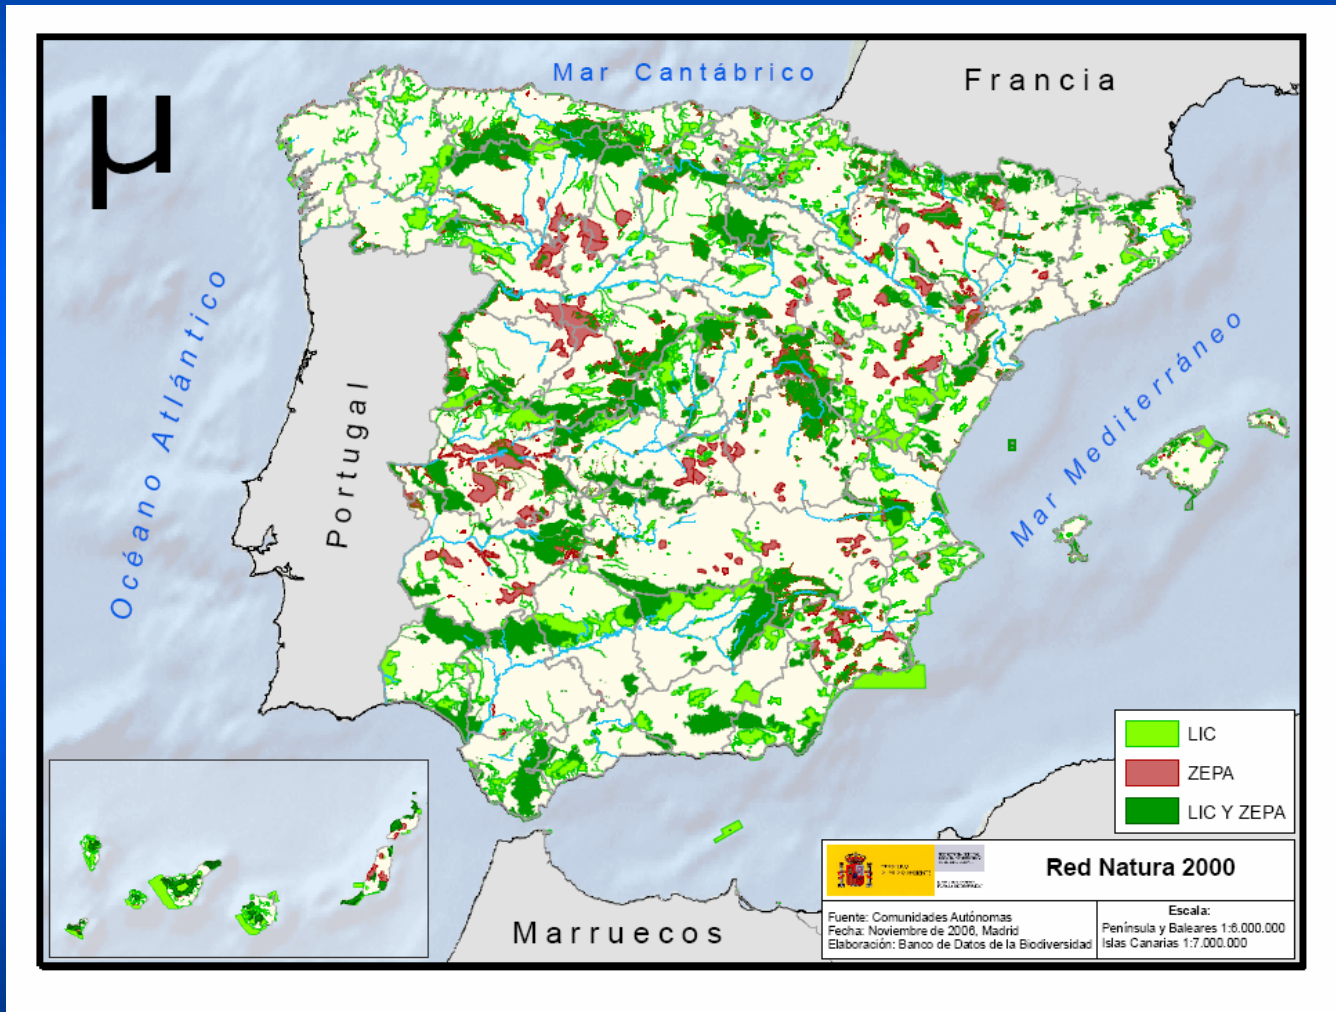 µ
Mar Cantábrico
Francia
Océano Atlántico
Portugal
Mar Mediterráneo
Marruecos
LIC
ZEPA
LIC Y ZEPA
Red Natura 2000
Fuente: Comunidades Autónomas
Fecha: Noviembre de 2006, Madrid
Elaboración: Banco de Datos de la Biodiversidad
Escala:
Península y Baleares 1:6.000.000
Islas Canarias 1:7.000.000